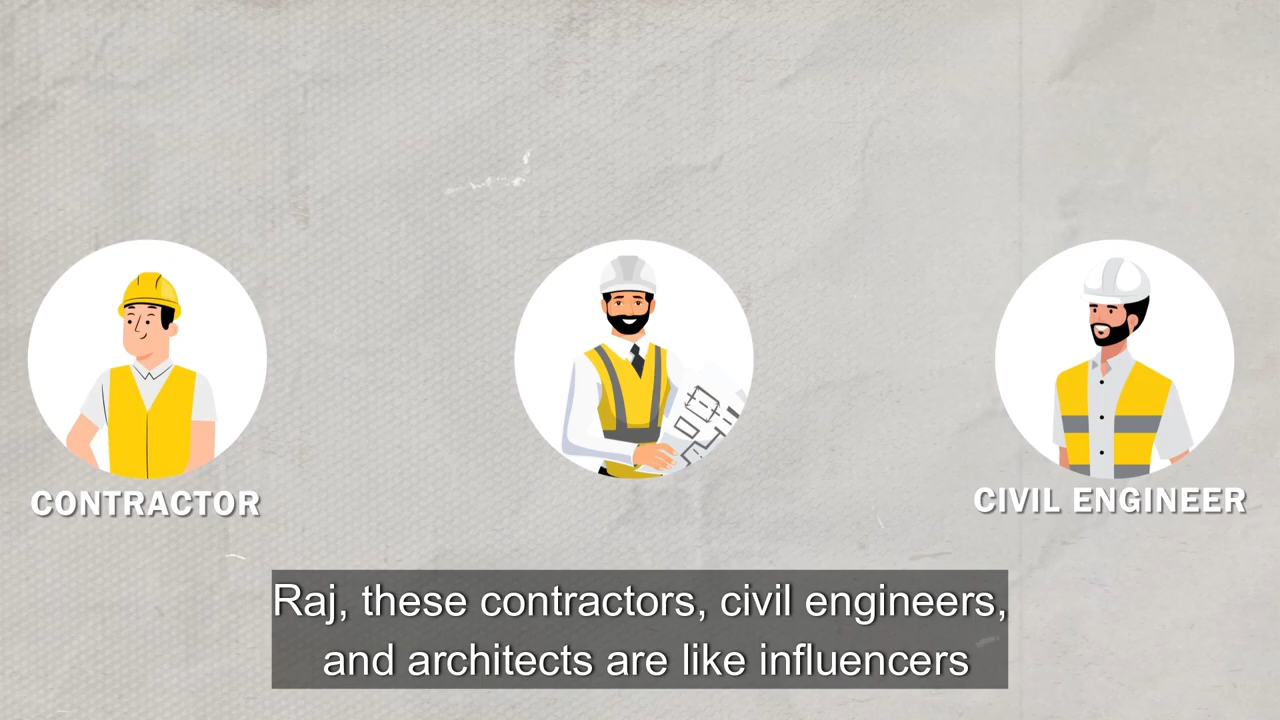 CONTRACTOR
CIVIL ENGINEER
Raj, these contractors, civil engineers,
and architects are like influencers